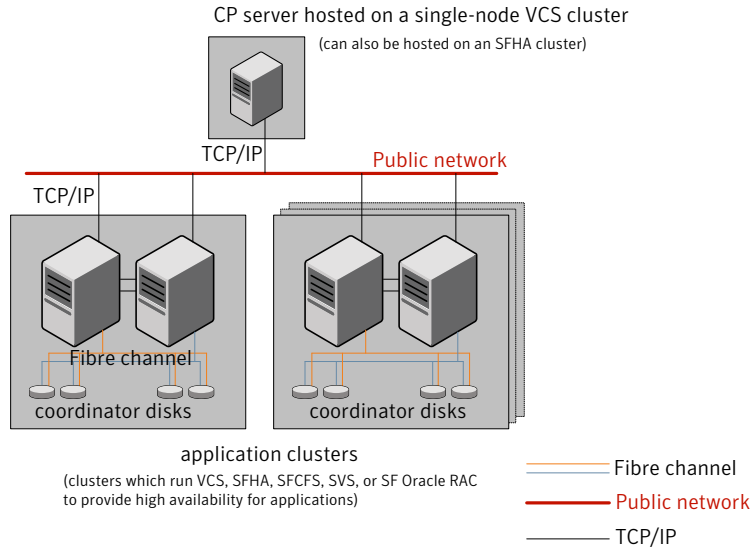 CP server hosted on a single-node VCS cluster
(can also be hosted on an SFHA cluster)
TCP/IP
Public network
TCP/IP
Fibre channel
coordinator disks
coordinator disks
application clusters
(clusters which run VCS, SFHA, SFCFS, SVS, or SF Oracle RAC
to provide high availability for applications)
Fibre channel
Public network
TCP/IP